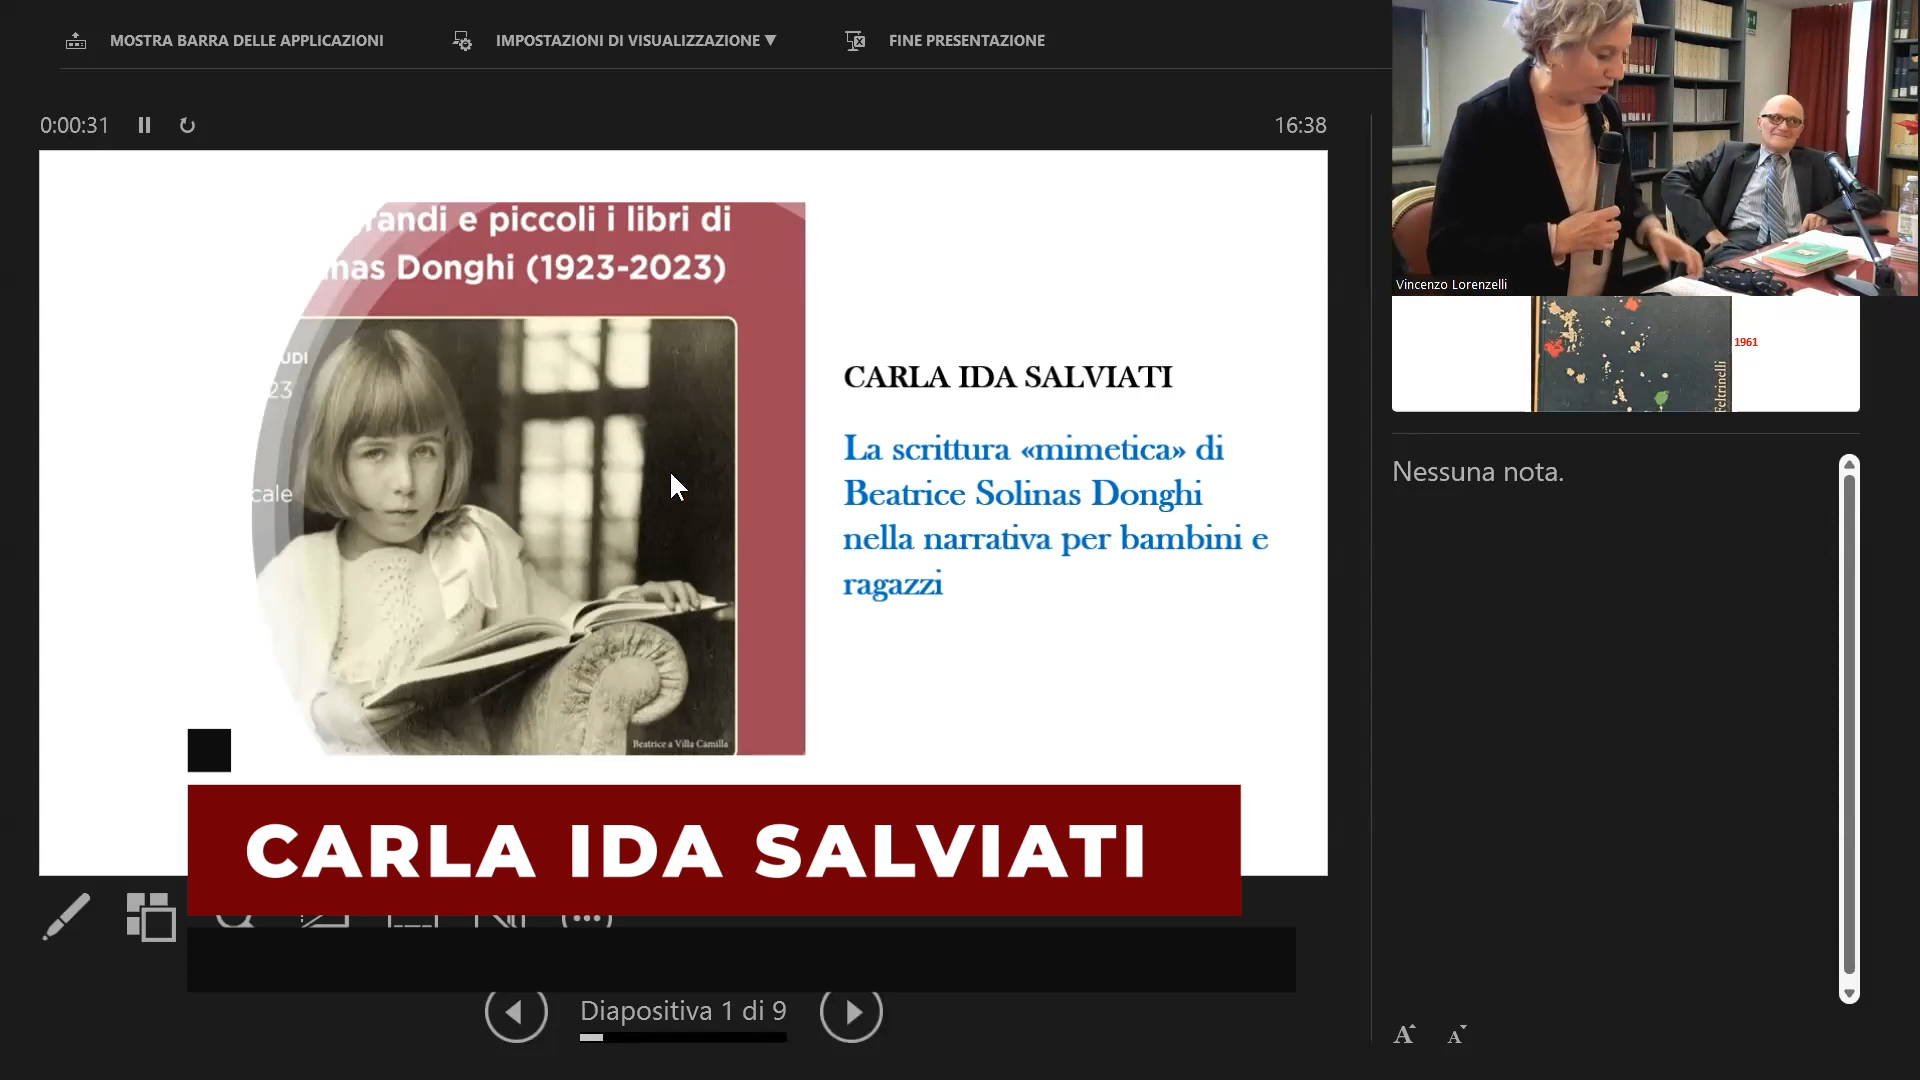 MOSTRA BARRA DELLE APPLICAZIONI
IMPOSTAZIONI DI VISUALIZZAZIONE
FINE PRESENTAZIONE
0:00:31
16:38
randi e piccoli i libri di
nas Donghi (1923-2023)
UDI
23
cale
Beatrice a Villa Camilla
CARLA IDA SALVIATI
La scrittura «mimetica» di
Beatrice Solinas Donghi
nella narrativa per bambini e
ragazzi
Vincenzo Lorenzelli
1961
Feltrinelli
Nessuna nota.
CARLA IDA SALVIATI
Diapositiva 1 di 9
A A